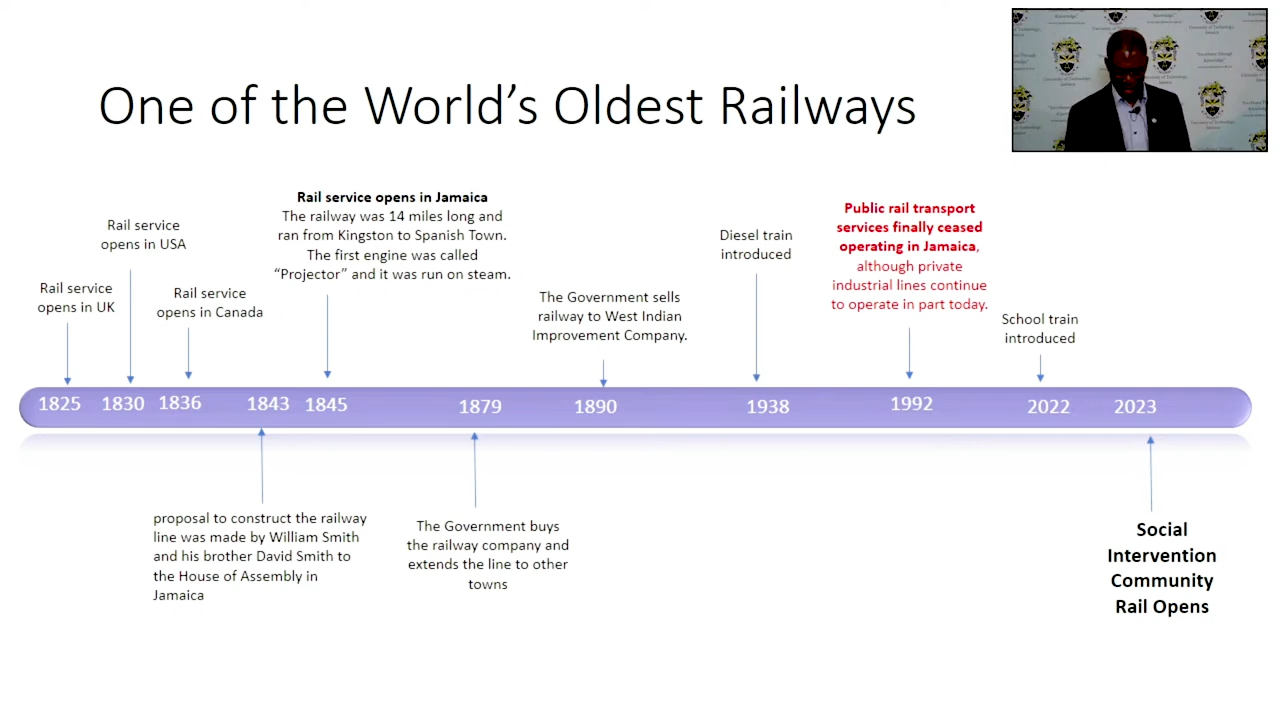 One of the World's Oldest Railways
Rail service
opens in UK
Rail service
opens in USA
Rail service
opens in Canada
Rail service opens in Jamaica
The railway was 14 miles long and
ran from Kingston to Spanish Town.
The first engine was called
“Projector” and it was run on steam.
The Government sells
railway to West Indian
Improvement Company.
Diesel train
introduced
Public rail transport
services finally ceased
operating in Jamaica,
although private
industrial lines continue
to operate in part today.
School train
introduced
1825 1830 1836 1843 1845 1879 1890 1938 1992 2022 2023
proposal to construct the railway
line was made by William Smith
and his brother David Smith to
the House of Assembly in
Jamaica
The Government buys
the railway company and
extends the line to other
towns
Social
Intervention
Community
Rail Opens
University of Technology,
Jamaica